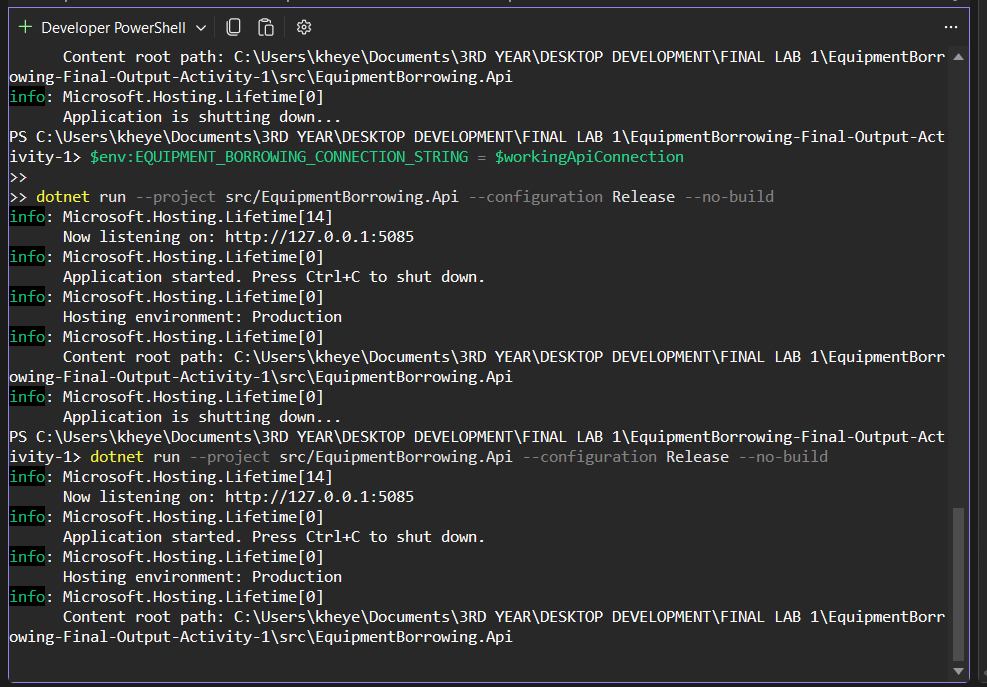 + Developer PowerShell
Content root path: C:\Users\kheye\Documents\3RD YEAR\DESKTOP DEVELOPMENT\FINAL LAB 1\EquipmentBorr
owing-Final-Output-Activity-1\src\EquipmentBorrowing.Api
info: Microsoft.Hosting.Lifetime[0]
Application is shutting down...
PS C:\Users\kheye\Documents\3RD YEAR\DESKTOP DEVELOPMENT\FINAL LAB 1\EquipmentBorrowing-Final-Output-Act
ivity-1> $env:EQUIPMENT_BORROWING_CONNECTION_STRING = $workingApiConnection
>>
>> dotnet run --project src/EquipmentBorrowing.Api --configuration Release --no-build
info: Microsoft.Hosting.Lifetime[14]
Now listening on: http://127.0.0.1:5085
info: Microsoft.Hosting.Lifetime[0]
Application started. Press Ctrl+C to shut down.
info: Microsoft.Hosting.Lifetime[0]
Hosting environment: Production
info: Microsoft.Hosting.Lifetime[0]
Content root path: C:\Users\kheye\Documents\3RD YEAR\DESKTOP DEVELOPMENT\FINAL LAB 1\EquipmentBorr
owing-Final-Output-Activity-1\src\EquipmentBorrowing.Api
info: Microsoft.Hosting.Lifetime[0]
Application is shutting down...
PS C:\Users\kheye\Documents\3RD YEAR\DESKTOP DEVELOPMENT\FINAL LAB 1\EquipmentBorrowing-Final-Output-Act
ivity-1> dotnet run --project src/EquipmentBorrowing.Api --configuration Release --no-build
info: Microsoft.Hosting.Lifetime[14]
Now listening on: http://127.0.0.1:5085
info: Microsoft.Hosting.Lifetime[0]
Application started. Press Ctrl+C to shut down.
info: Microsoft.Hosting.Lifetime[0]
Hosting environment: Production
info: Microsoft.Hosting.Lifetime[0]
Content root path: C:\Users\kheye\Documents\3RD YEAR\DESKTOP DEVELOPMENT\FINAL LAB 1\EquipmentBorr
owing-Final-Output-Activity-1\src\EquipmentBorrowing.Api